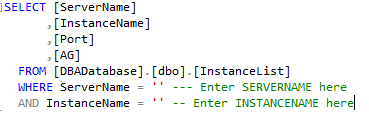 SELECT [ServerName]
,[InstanceName]
,[Port]
,[AG]
FROM [DBADatabase].[dbo].[InstanceList]
WHERE ServerName = '' --- Enter SERVERNAME here
AND InstanceName = '' -- Enter INSTANCENAME here